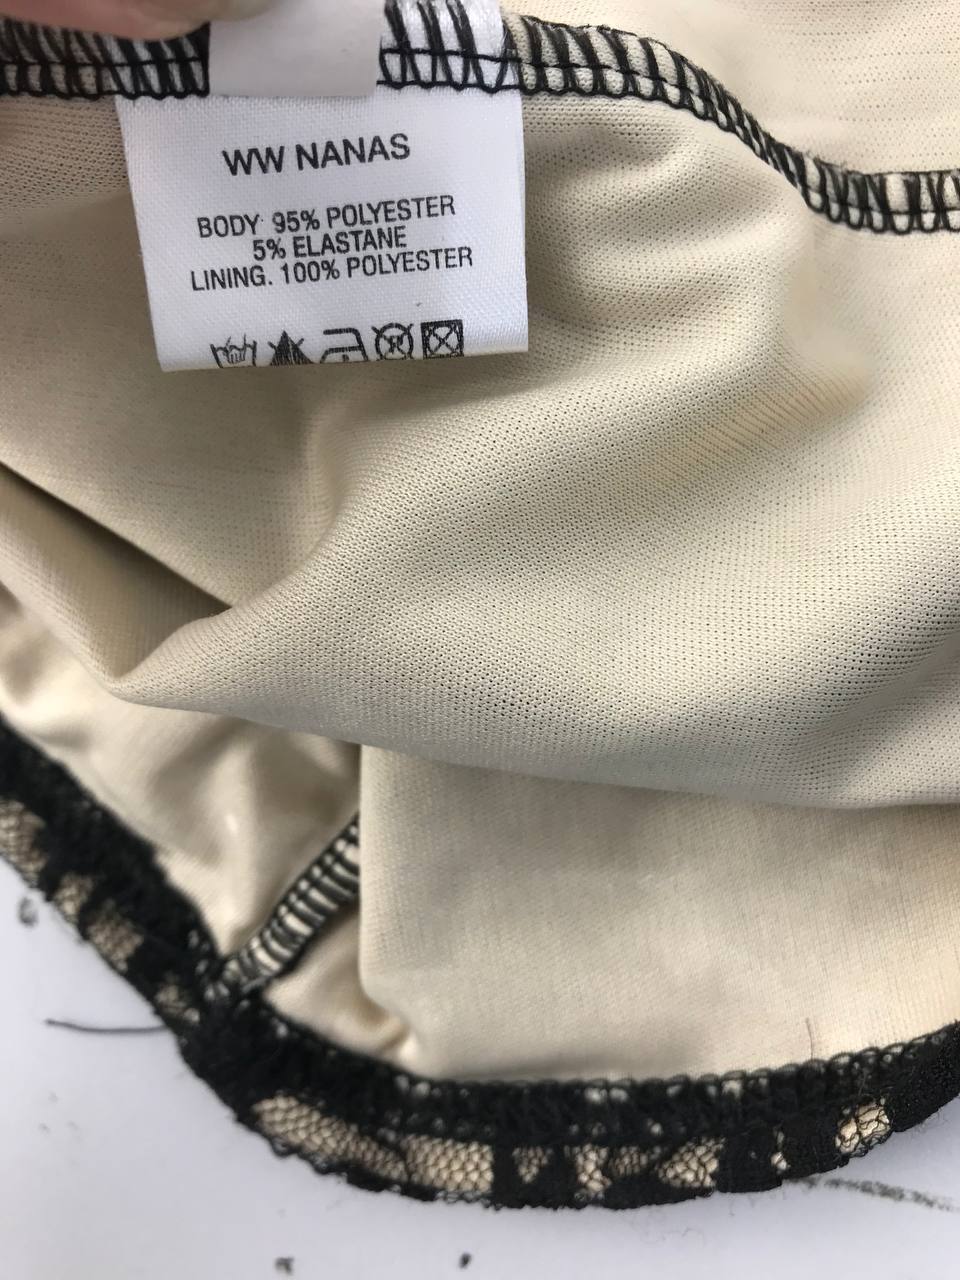 WW NANAS
BODY 95% POLYESTER
5% ELASTANE
LINING. 100% POLYESTER